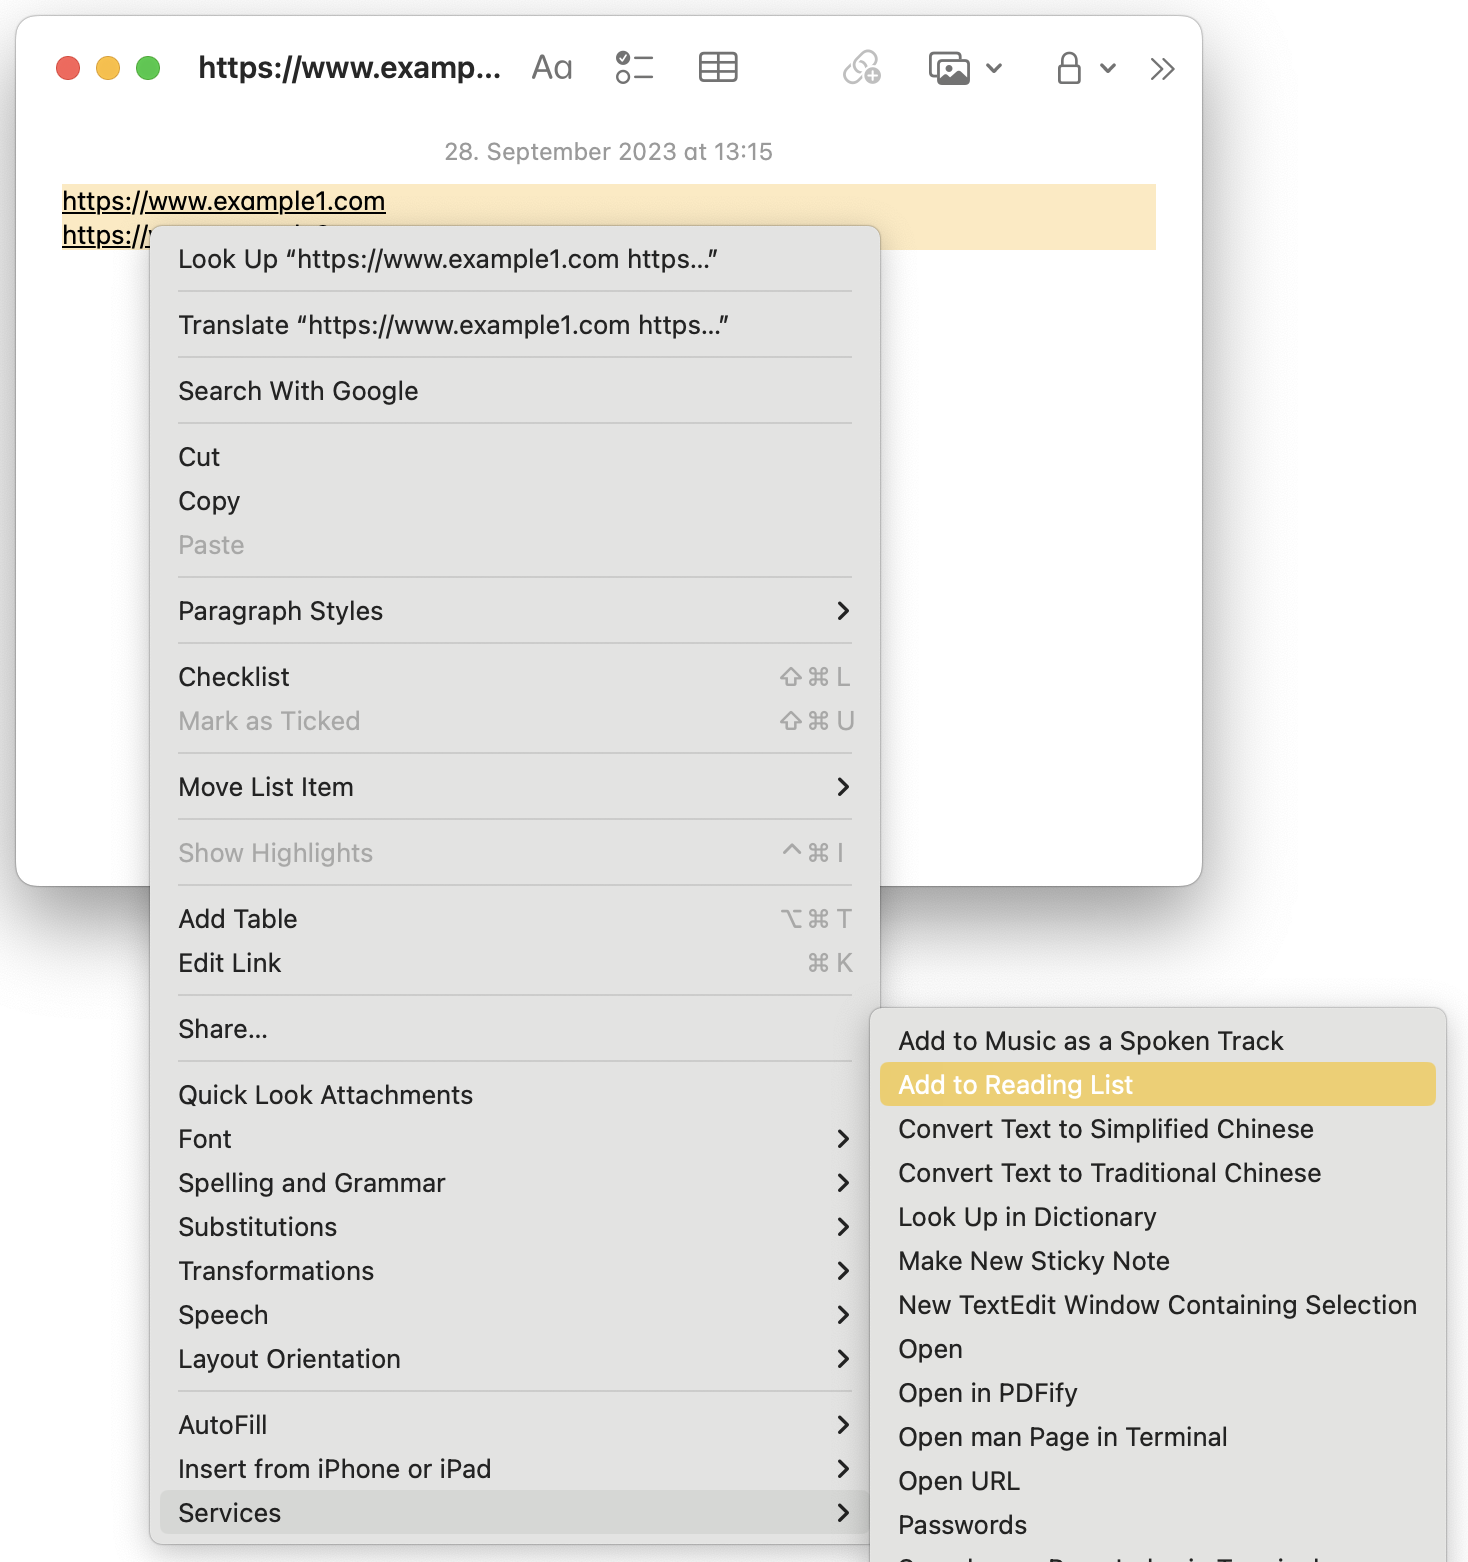 https://www.examp...
Aa
28. September 2023 at 13:15
https://www.example1.com
https://
Look Up “https://www.example1.com https...”
Translate “https://www.example1.com https...”
Search With Google
Cut
Copy
Paste
Paragraph Styles
Checklist ⇧⌘L
Mark as Ticked ⇧⌘U
Move List Item
Show Highlights ^⌘I
Add Table ⌥⌘T
Edit Link ⌘K
Share...
Quick Look Attachments
Font
Spelling and Grammar
Substitutions
Transformations
Speech
Layout Orientation
AutoFill
Insert from iPhone or iPad
Services
Add to Music as a Spoken Track
Add to Reading List
Convert Text to Simplified Chinese
Convert Text to Traditional Chinese
Look Up in Dictionary
Make New Sticky Note
New TextEdit Window Containing Selection
Open
Open in PDFify
Open man Page in Terminal
Open URL
Passwords